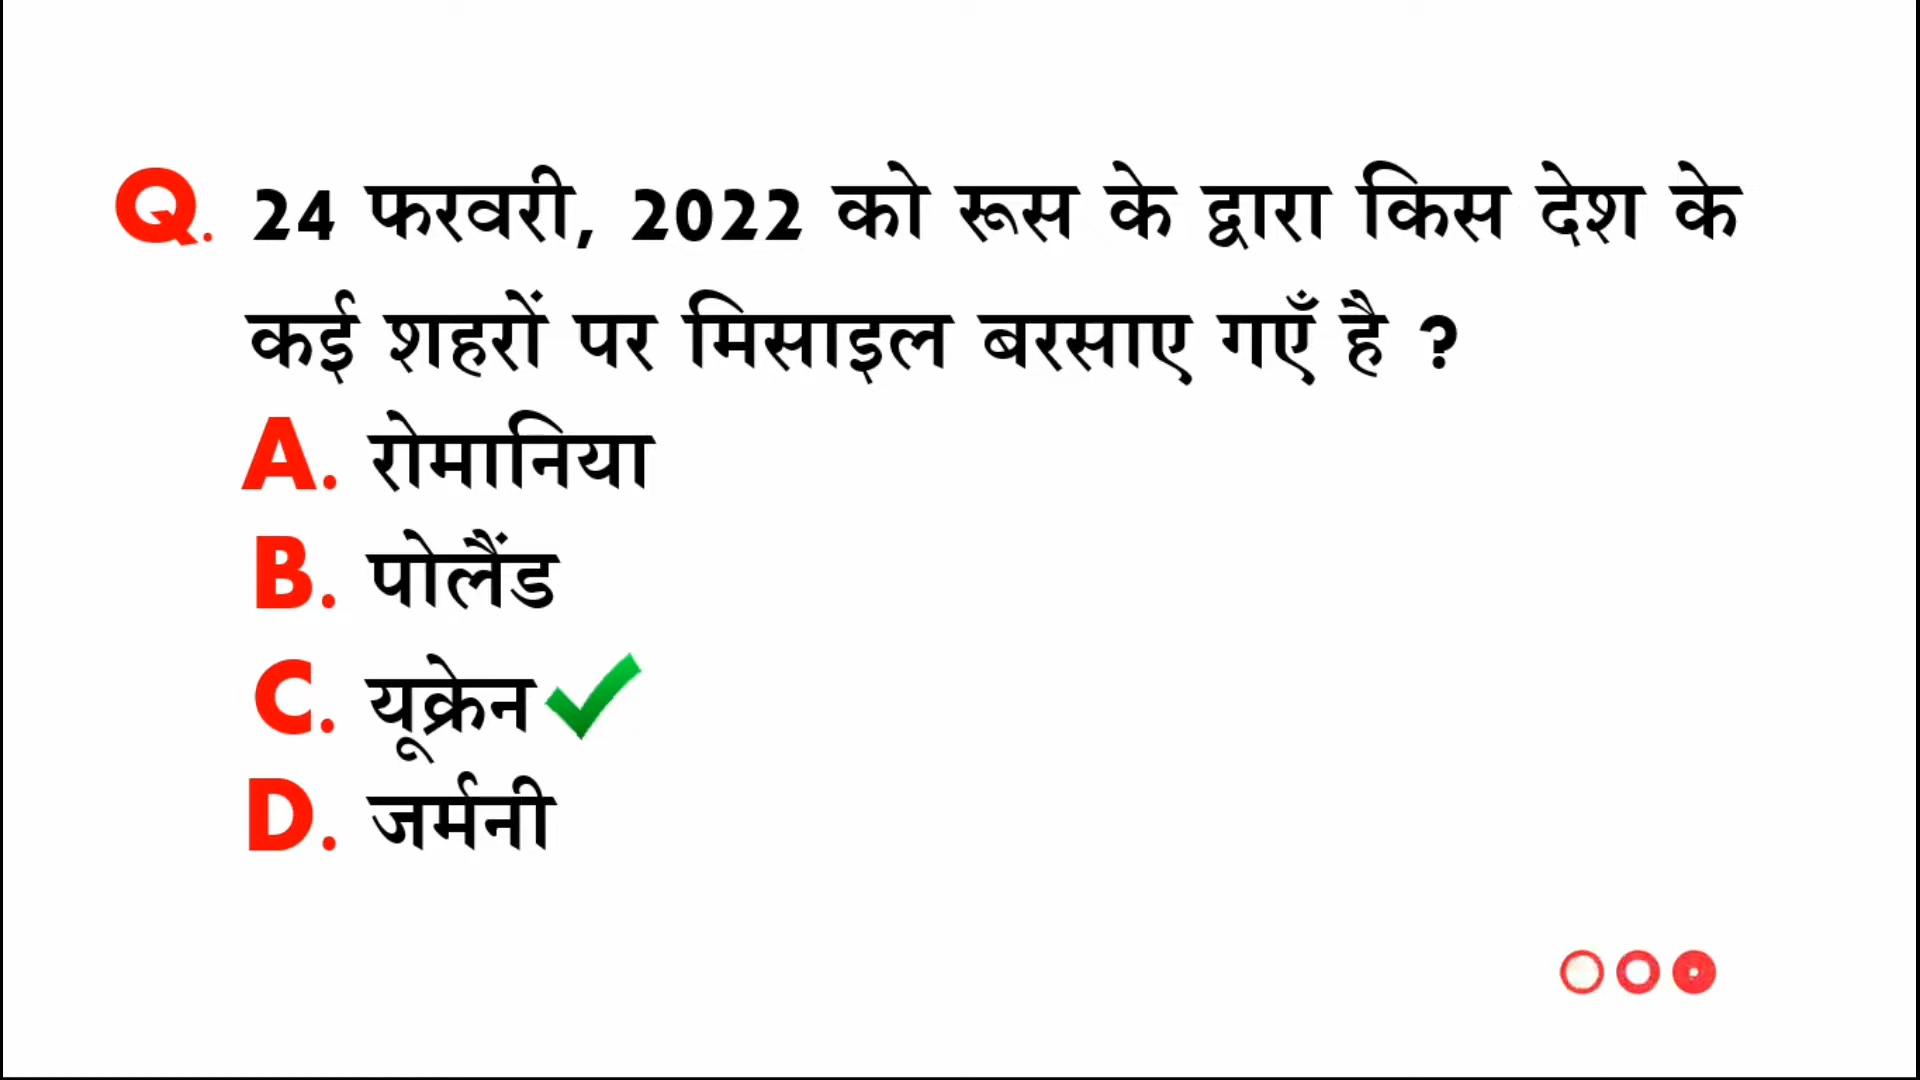 Q. 24 फरवरी, 2022 को रूस के द्वारा किस देश के
कई शहरों पर मिसाइल बरसाए गएँ है ?
A. रोमानिया
B. पोलैंड
C. यूक्रेन
D. जर्मनी